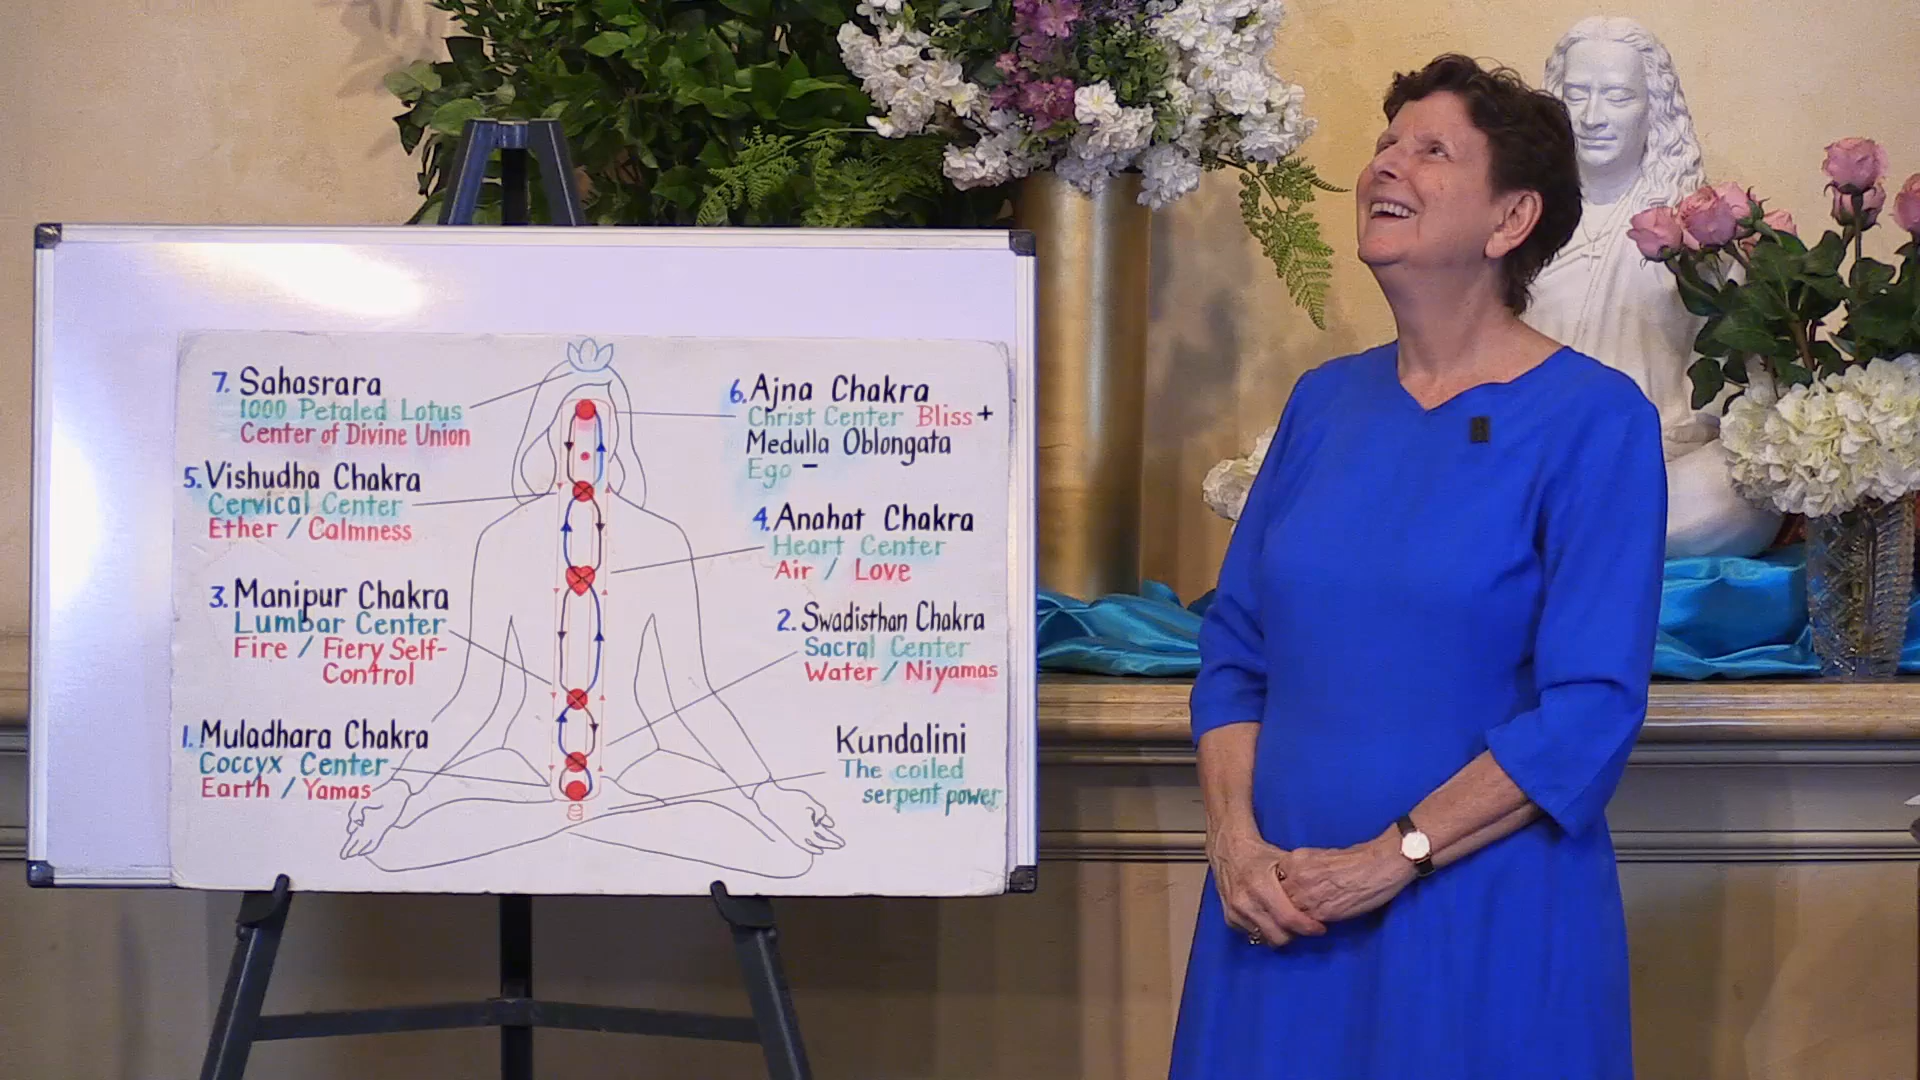 7. Sahasrara
1000 Petaled Lotus
Center of Divine Union
5. Vishudha Chakra
Cervical Center
Ether / Calmness
3. Manipur Chakra
Lumbar Center
Fire / Fiery Self-
Control
1. Muladhara Chakra
Coccyx Center
Earth / Yamas
6. Ajna Chakra
Christ Center Bliss +
Medulla Oblongata
Ego -
4. Anahat Chakra
Heart Center
Air / Love
2. Swadisthan Chakra
Sacral Center
Water / Niyamas
Kundalini
The coiled
serpent power